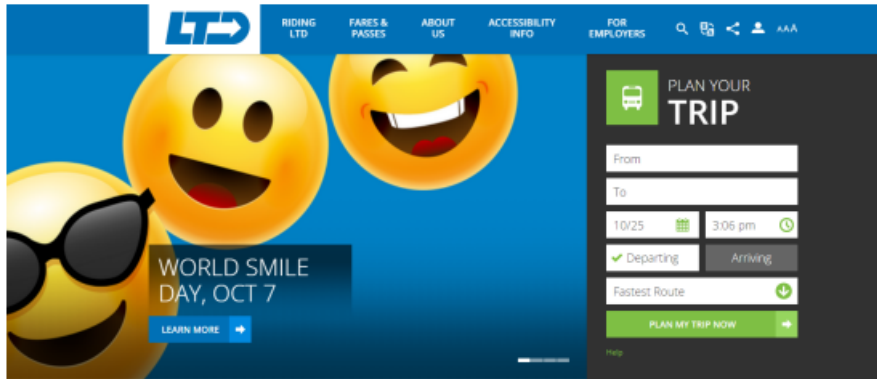 LTD
RIDING
LTD
FARES &
PASSES
ABOUT
US
ACCESSIBILITY
INFO
FOR
EMPLOYERS
AAA
PLAN YOUR
TRIP
From
To
10/25
3:06 pm
Departing
Arriving
Fastest Route
PLAN MY TRIP NOW
Help
WORLD SMILE
DAY, OCT 7
LEARN MORE